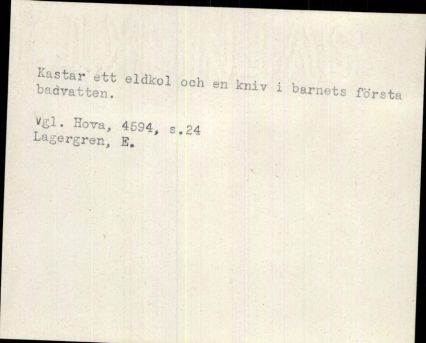 Kastar ett eldkol och en kniv i barnets första
badvatten.
Vgl. Hova, 4594, s.24
Lagergren, E.